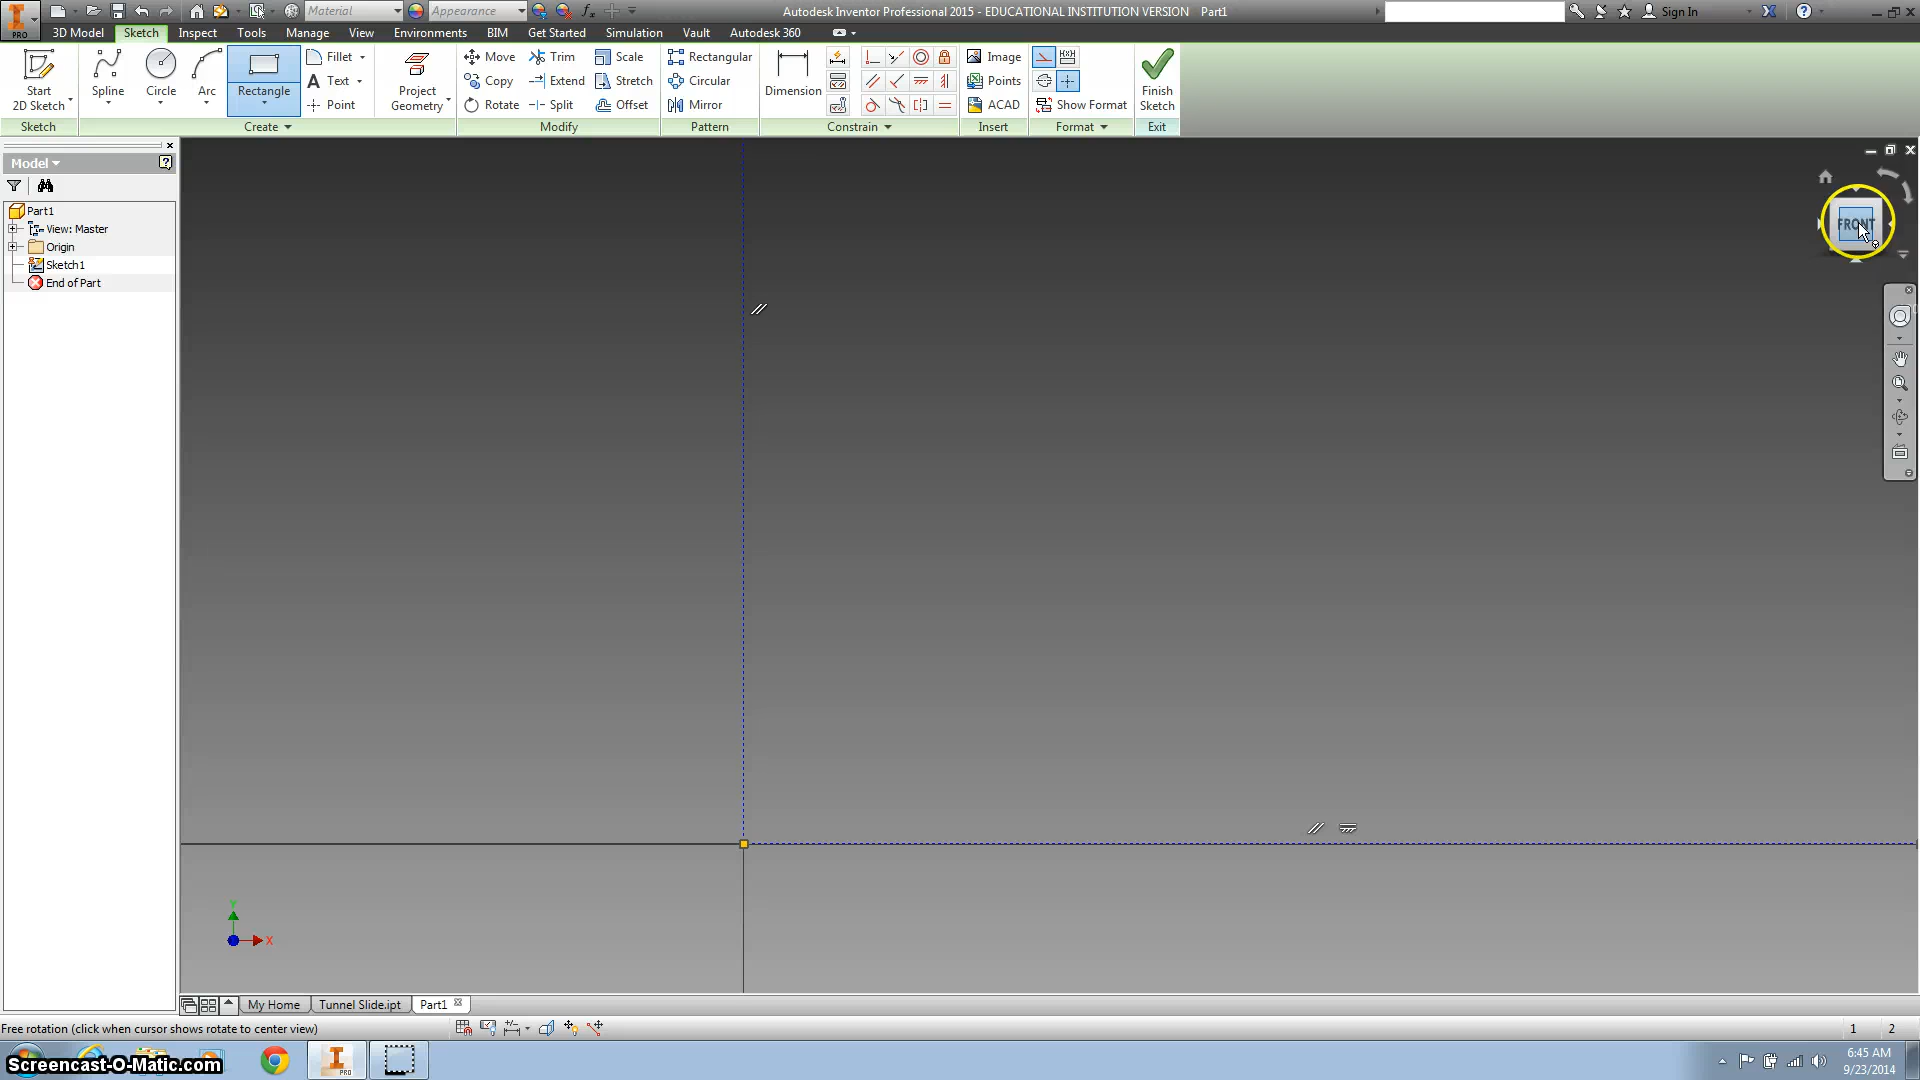 Material
Appearance
Autodesk Inventor Professional 2015 - EDUCATIONAL INSTITUTION VERSION Part1
Sign In
PRO
3D Model
Sketch
Inspect
Tools
Manage
Environments
BIM
Get Started
Simulation
Vault
Autodesk 360
View
Start
2D Sketch
Spline
Circle
Arc
Rectangle
Fillet
Text
Point
Project
Geometry
Move
Copy
Rotate
Trim
Extend
Split
Scale
Stretch
Offset
Rectangular
Circular
Mirror
Dimension
Image
Points
ACAD
Show Format
Finish
Sketch
Sketch
Create
Modify
Pattern
Constrain
Insert
Format
Exit
Model
Part1
View: Master
Origin
Sketch1
End of Part
FRONT
Y
X
My Home
Tunnel Slide.ipt
Part1
Free rotation (click when cursor shows rotate to center view)
1
2
PRO
Screencast-O-Matic.com
6:45 AM
9/23/2014